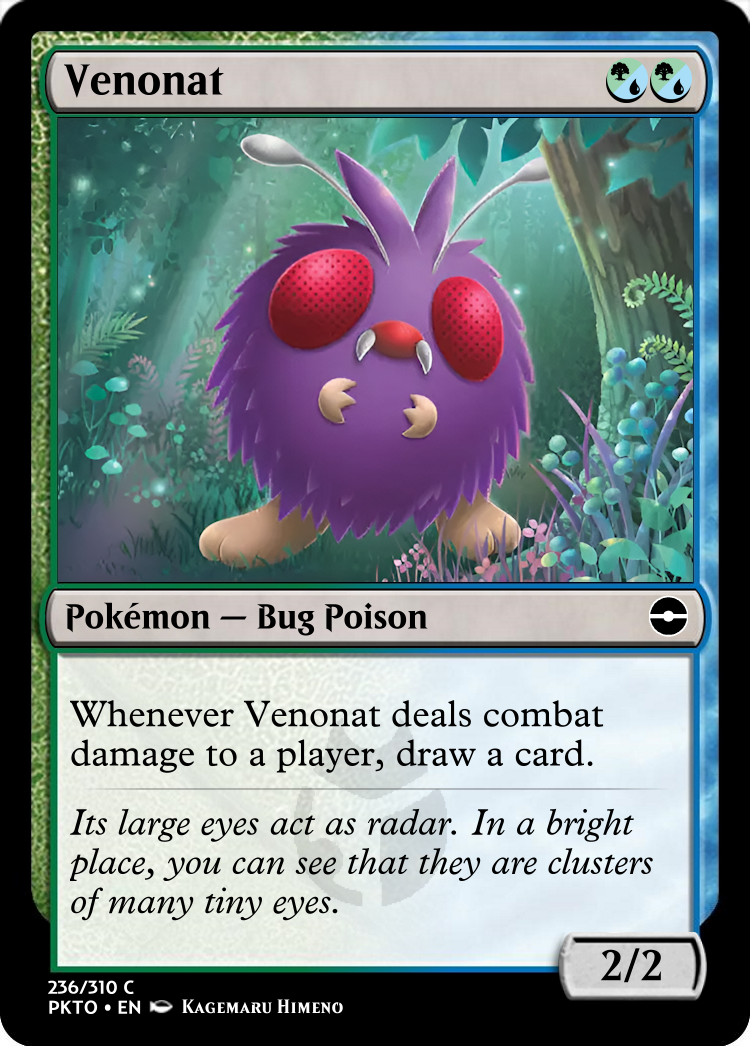 Venonat
Pokémon — Bug Poison
Whenever Venonat deals combat
damage to a player, draw a card.
Its large eyes act as radar. In a bright
place, you can see that they are clusters
of many tiny eyes.
2/2
236/310 C
PKTO • EN Kagemaru Himeno